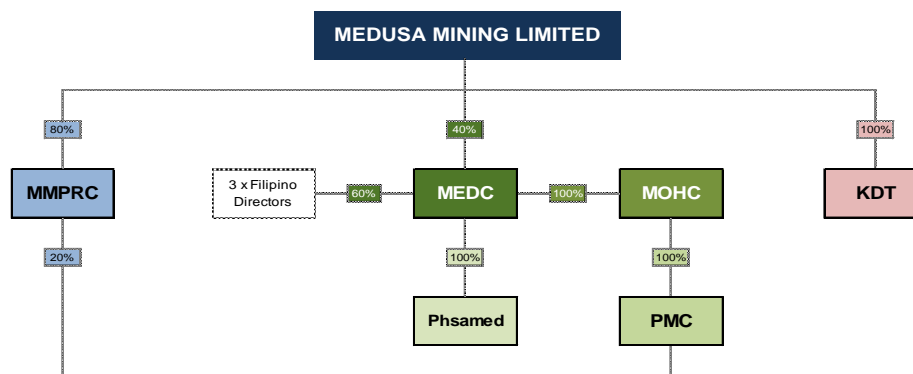 MEDUSA MINING LIMITED
80%
40%
100%
MMPRC
3 x Filipino
Directors
60%
MEDC
100%
MOHC
KDT
20%
100%
100%
Phsamed
PMC